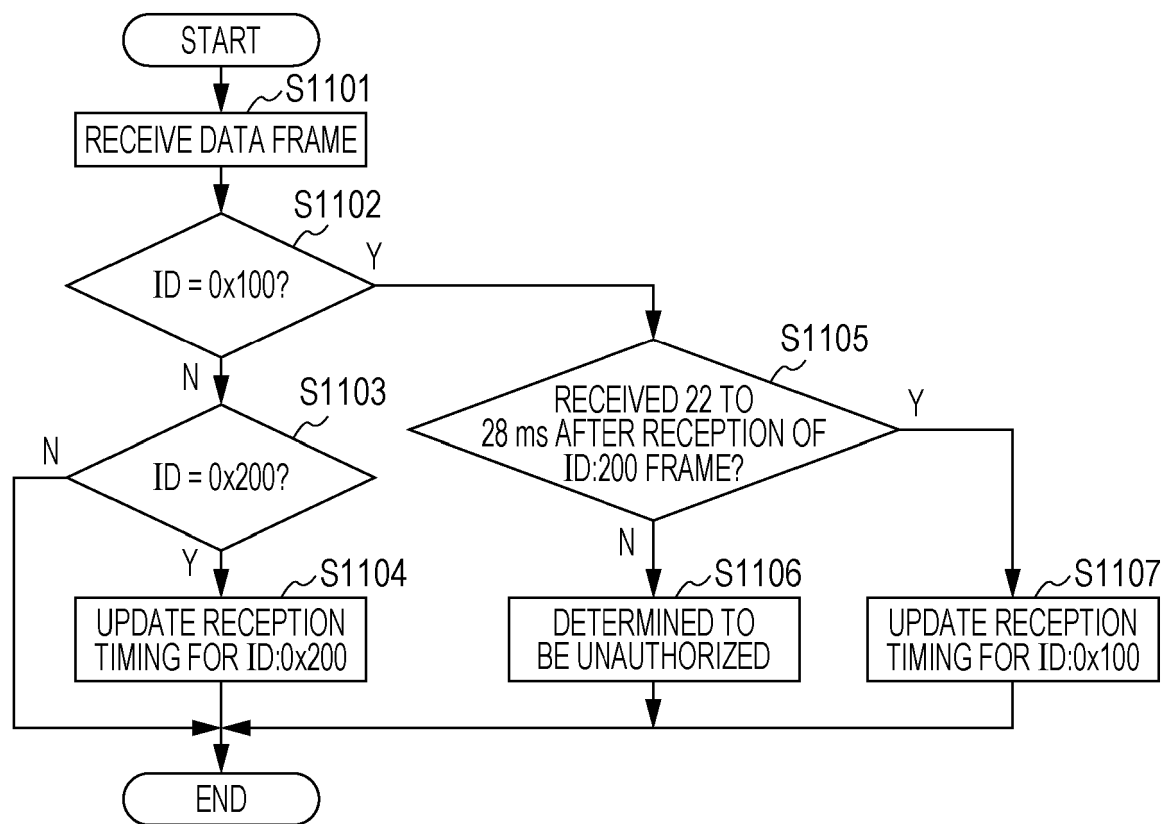 START
S1101
RECEIVE DATA FRAME
S1102
ID = 0x100?
Y
N
S1103
ID = 0x200?
N
Y
S1104
UPDATE RECEPTION
TIMING FOR ID:0x200
S1105
RECEIVED 22 TO
28 ms AFTER RECEPTION OF
ID:200 FRAME?
Y
N
S1106
DETERMINED TO
BE UNAUTHORIZED
S1107
UPDATE RECEPTION
TIMING FOR ID:0x100
END